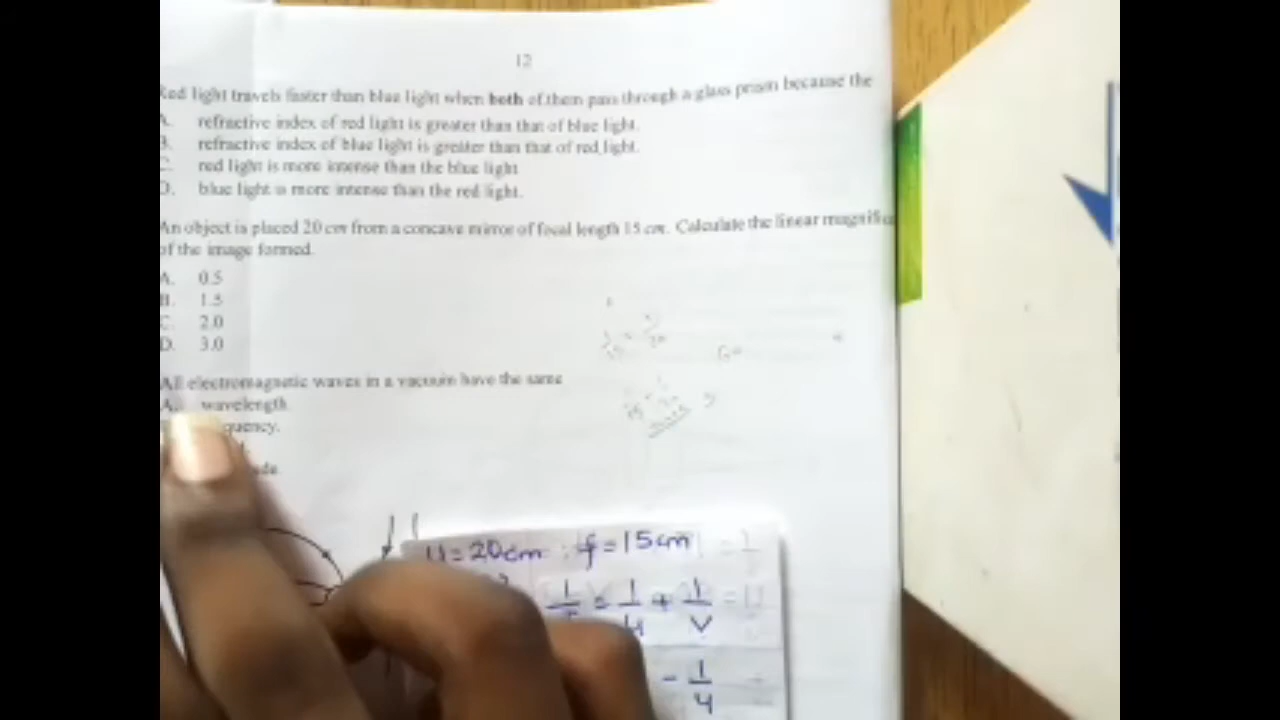 12
Red light travels faster than blue light when both of them pass through a glass prism because the
A. refractive index of red light is greater than that of blue light.
B. refractive index of blue light is greater than that of red light.
C. red light is more intense than the blue light
D. blue light is more intense than the red light.
An object is placed 20 cm from a concave mirror of focal length 15 cm. Calculate the linear
of the image formed.
A. 0.5
B. 1.5
C. 2.0
D. 3.0
All electromagnetic waves in a vacuum have the same
A. wavelength
quency.
u = 20cm : f = 15cm
1 = 1 + 1
u v
- 1
u